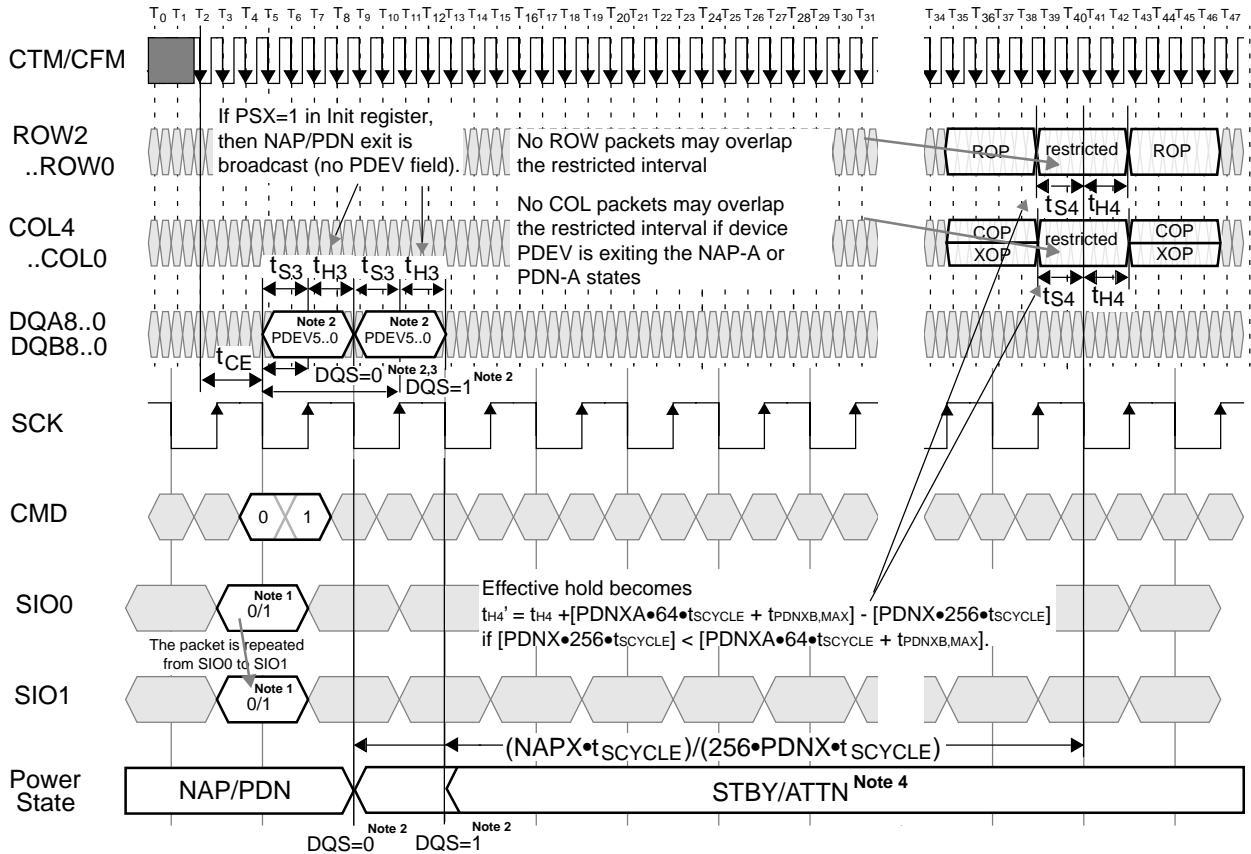 T0 T1 T2 T3 T4 T5 T6 T7 T8 T9 T10 T11 T12 T13 T14 T15 T16 T17 T18 T19 T20 T21 T22 T23 T24 T25 T26 T27 T28 T29 T30 T31 T34 T35 T36 T37 T38 T39 T40 T41 T42 T43 T44 T45 T46 T47
CTM/CFM
If PSX=1 in Init register,
then NAP/PDN exit is
broadcast (no PDEV field).
ROW2
..ROW0
No ROW packets may overlap
the restricted interval
ROP restricted ROP
tS4 tH4
No COL packets may overlap
the restricted interval if device
PDEV is exiting the NAP-A or
PDN-A states
COL4
..COL0
COP restricted COP
XOP XOP
tS4 tH4
tS3 tH3 tS3 tH3
DQA8..0
DQB8..0
Note 2 Note 2
PDEV5..0 PDEV5..0
tCE
DQS=0 Note 2,3 DQS=1 Note 2
SCK
CMD
0 1
SIO0
Note 1
0/1
Effective hold becomes
tH4' = tH4 +[PDNXA•64•tSCYCLE + tPDNXB,MAX] - [PDNX•256•tSCYCLE]
if [PDNX•256•tSCYCLE] < [PDNXA•64•tSCYCLE + tPDNXB,MAX].
The packet is repeated
from SIO0 to SIO1
SIO1
Note 1
0/1
(NAPX•tSCYCLE)/(256•PDNX•tSCYCLE)
Power
State
NAP/PDN STBY/ATTN Note 4
DQS=0 Note 2 DQS=1 Note 2